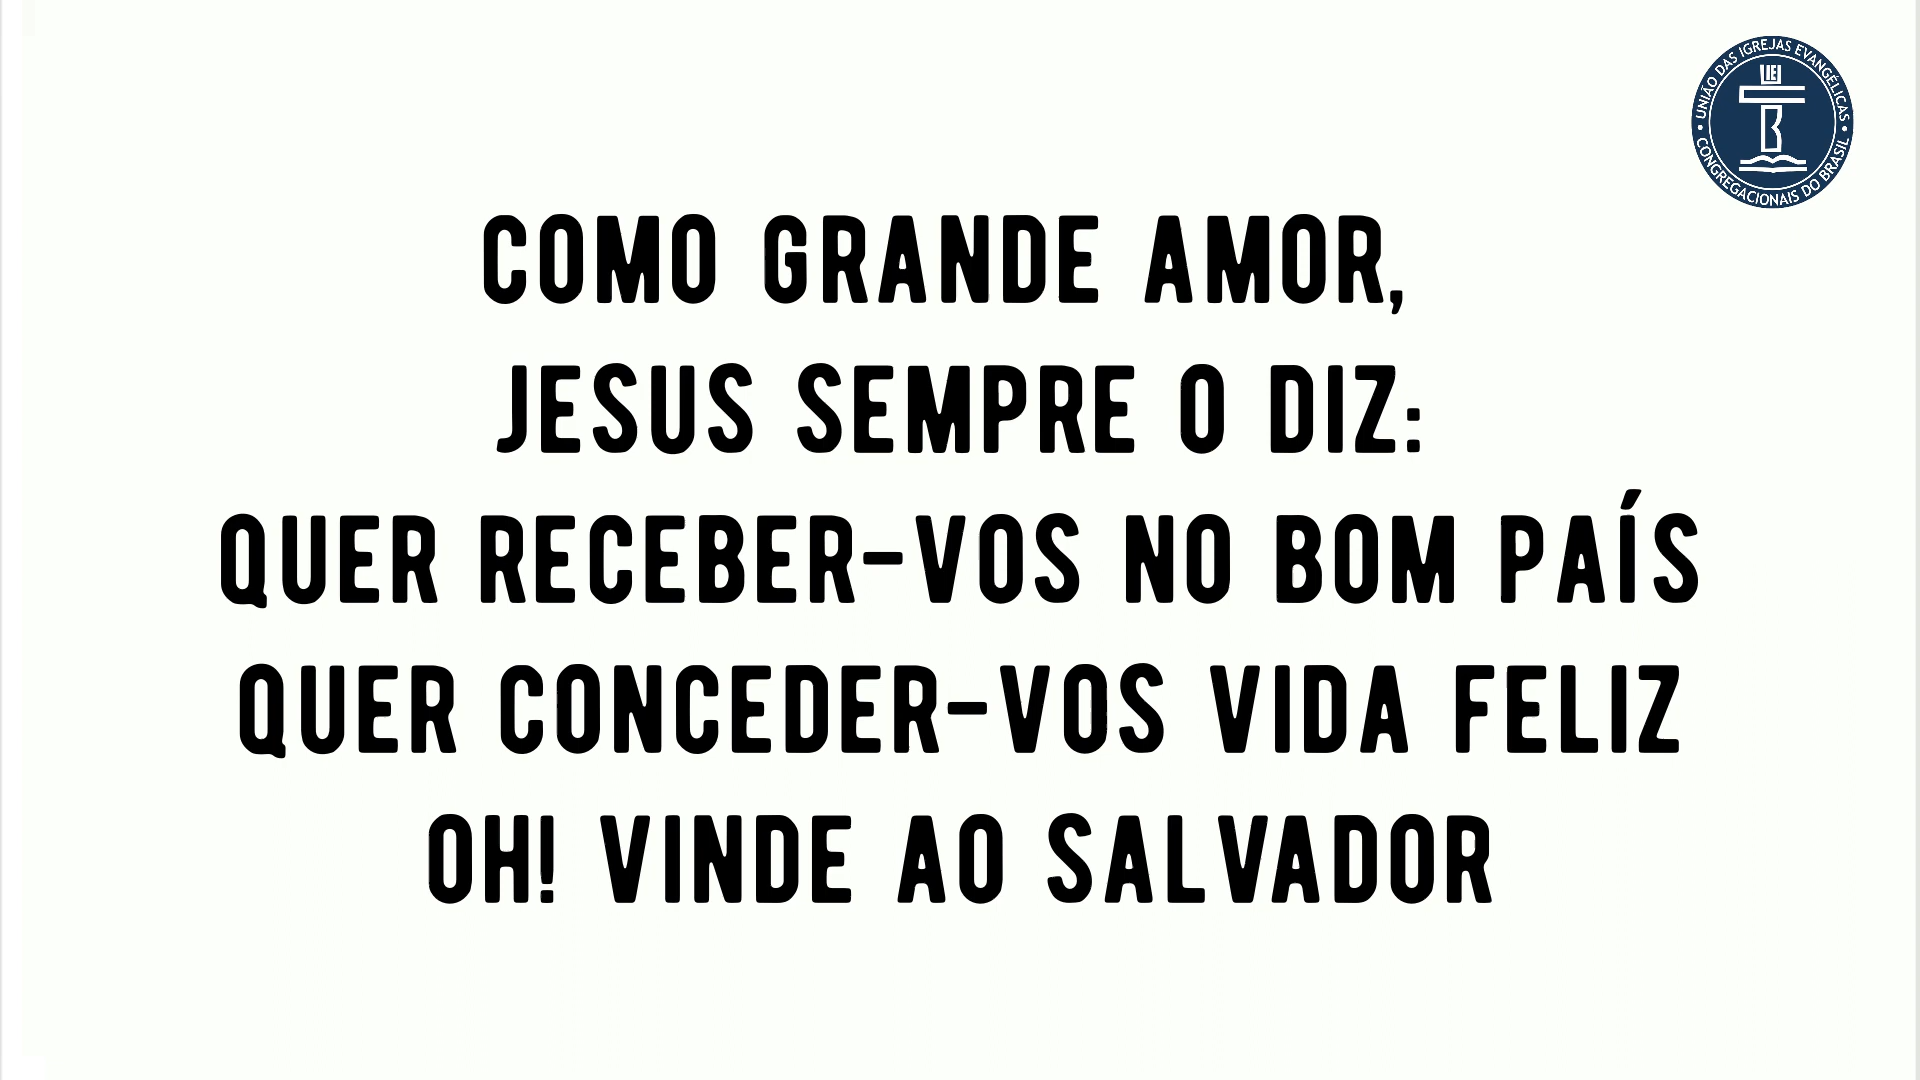 UNIÃO DAS IGREJAS EVANGÉLICAS
CONGREGACIONAIS DO BRASIL
COMO GRANDE AMOR,
JESUS SEMPRE O DIZ:
QUER RECEBER-VOS NO BOM PAÍS
QUER CONCEDER-VOS VIDA FELIZ
OH! VINDE AO SALVADOR